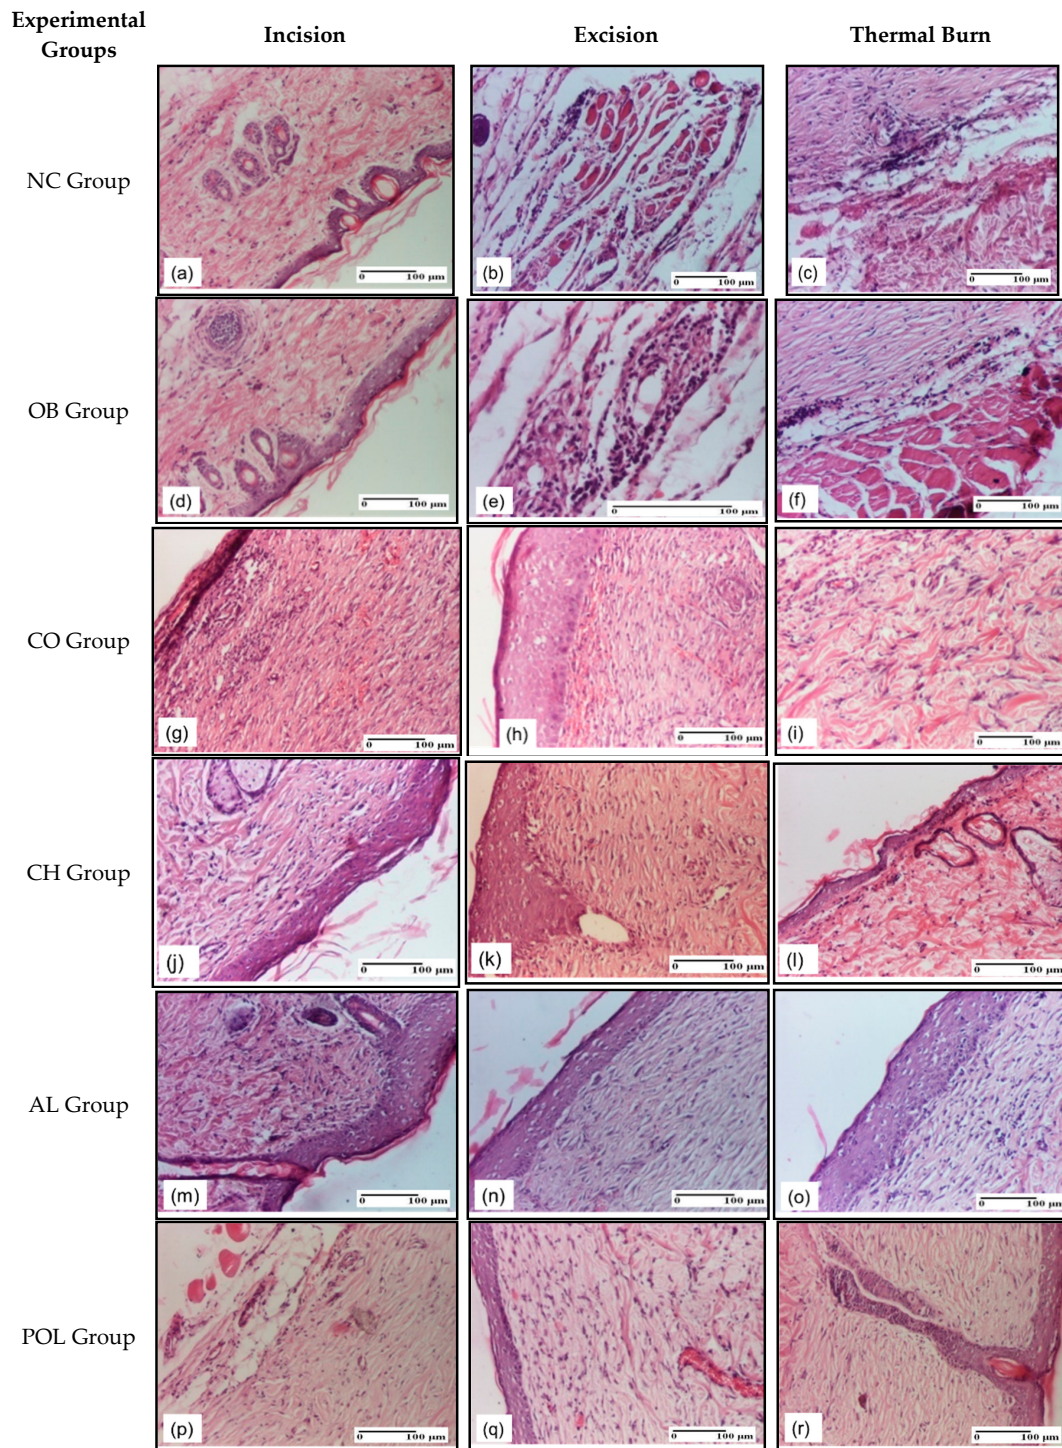 Experimental
Groups
Incision
Excision
Thermal Burn
NC Group
(a)
0 100 µm
(b)
0 100 µm
(c)
0 100 µm
OB Group
(d)
0 100 µm
(e)
0 100 µm
(f)
0 100 µm
CO Group
(g)
0 100 µm
(h)
0 100 µm
(i)
0 100 µm
CH Group
(j)
0 100 µm
(k)
0 100 µm
(l)
0 100 µm
AL Group
(m)
0 100 µm
(n)
0 100 µm
(o)
0 100 µm
POL Group
(p)
0 100 µm
(q)
0 100 µm
(r)
0 100 µm